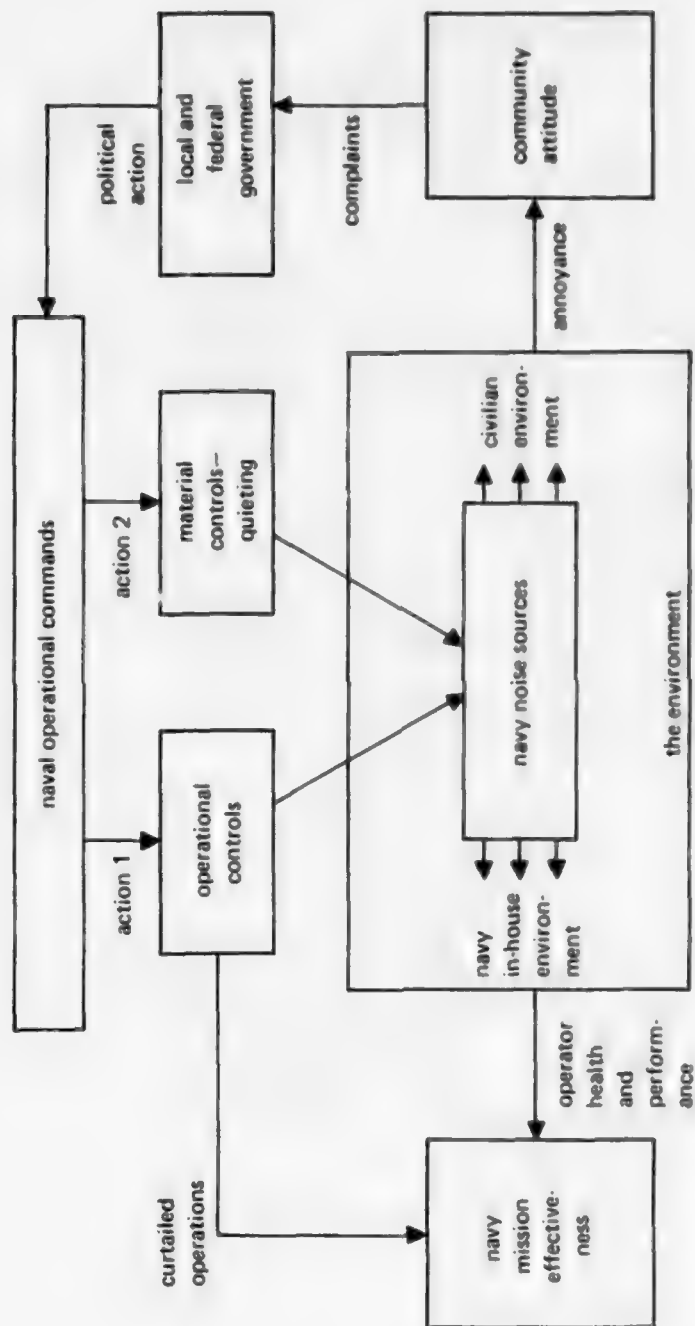 naval operational commands
political
action
action 1
action 2
local and
federal
government
operational
controls
material
controls—
quieting
curtailed
operations
complaints
navy
mission
effective-
ness
operator
health
and
perform-
ance
navy
in-house
environ-
ment
navy noise sources
civilian
environ-
ment
the environment
annoyance
community
attitude